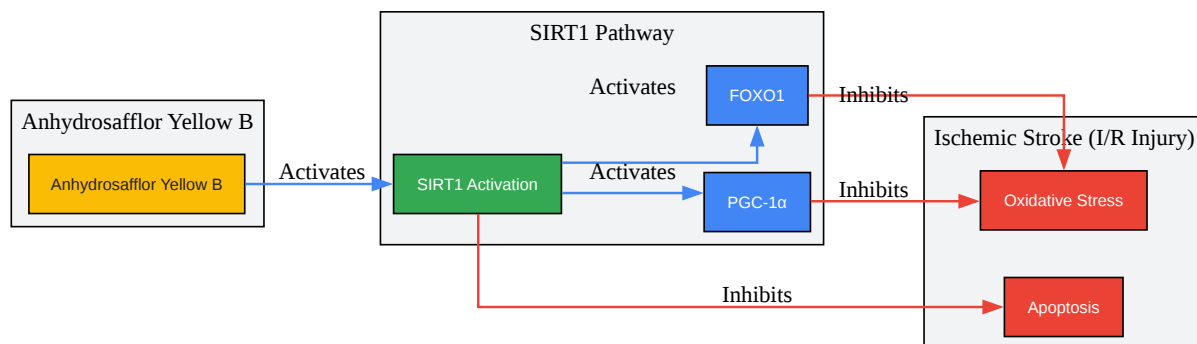 SIRT1 Pathway
Activates
FOXO1
Inhibits
Anhydrosafflor Yellow B
Ischemic Stroke (I/R Injury)
Anhydrosafflor Yellow B
Activates
SIRT1 Activation
Activates
PGC-1α
Inhibits
Oxidative Stress
Inhibits
Apoptosis